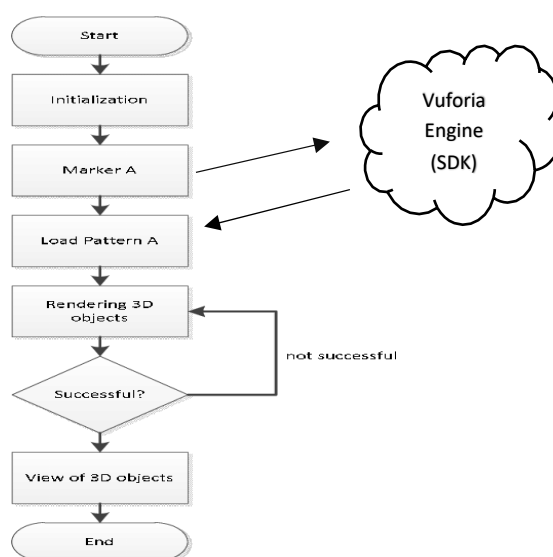 Start
Initialization
Marker A
Vuforia
Engine
(SDK)
Load Pattern A
Rendering 3D
objects
not successful
Successful?
View of 3D objects
End